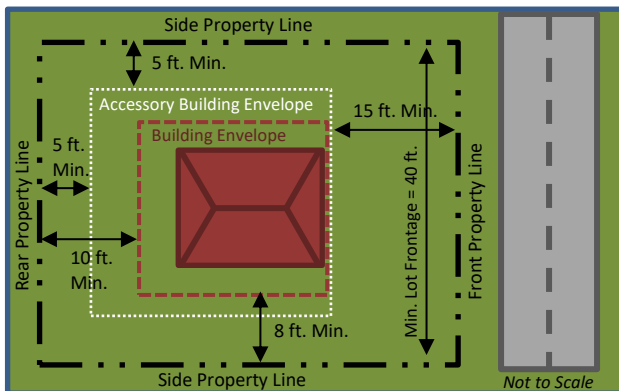 Side Property Line
5 ft. Min.
Accessory Building Envelope
15 ft. Min.
Building Envelope
5 ft.
Min.
Rear Property Line
Min. Lot Frontage = 40 ft.
Front Property Line
10 ft.
Min.
8 ft. Min.
Side Property Line
Not to Scale